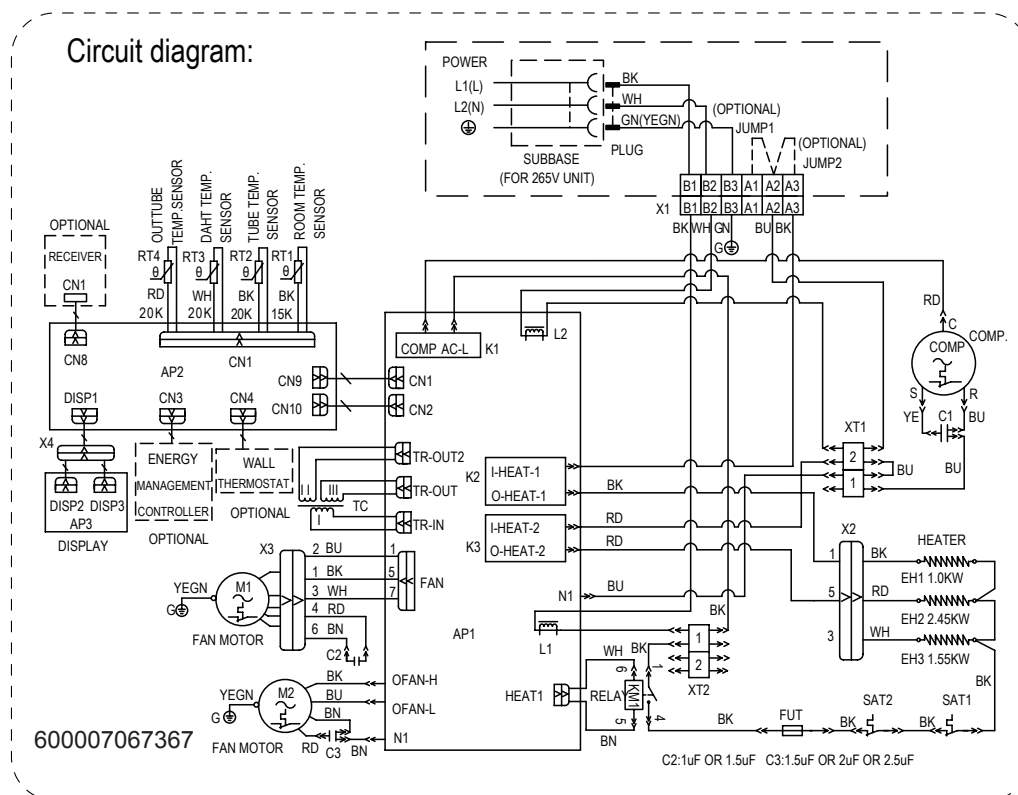 Circuit diagram:
POWER
L1(L)
L2(N)
SUBBASE
(FOR 265V UNIT)
BK
WH
GN(YEGN)
PLUG
(OPTIONAL)
JUMP1
(OPTIONAL)
JUMP2
B1 B2 B3 A1 A2 A3
X1
B1 B2 B3 A1 A2 A3
BK WH GN BU BK
G
OPTIONAL
RECEIVER
CN1
OUTTUBE
TEMP.SENSOR
DAHT TEMP.
SENSOR
TUBE TEMP.
SENSOR
ROOM TEMP.
SENSOR
RT4 RT3 RT2 RT1
θ θ θ θ
RD WH BK BK
20K 20K 20K 15K
CN8
CN1
AP2
DISP1 CN3 CN4
CN9
CN10
CN1
CN2
X4
DISP2 DISP3
AP3
DISPLAY
ENERGY
MANAGEMENT
CONTROLLER
OPTIONAL
WALL
THERMOSTAT
OPTIONAL
II III
I
TC
TR-OUT2
TR-OUT
TR-IN
COMP AC-L
K1
L2
RD
C
COMP
COMP.
S R
YE C1 BU
BU
XT1
2
1
BU
K2
I-HEAT-1
O-HEAT-1
BK
K3
I-HEAT-2
O-HEAT-2
RD
RD
N1
BU
X3
2 BU 1
1 BK 5
3 WH 7
4 RD
6 BN
C2
FAN
YEGN
G
M1
FAN MOTOR
AP1
L1
BK
1
2
XT2
X2
1
5
3
HEATER
BK
EH1 1.0KW
RD
EH2 2.45KW
WH
EH3 1.55KW
BK
YEGN
G
M2
FAN MOTOR
BK OFAN-H
BU OFAN-L
BN
RD C3 BN N1
HEAT1
WH
6
BK
1
RELAY
KM1
5
4
BN
BK
FUT
BK
SAT2
BK
SAT1
600007067367
C2:1uF OR 1.5uF C3:1.5uF OR 2uF OR 2.5uF